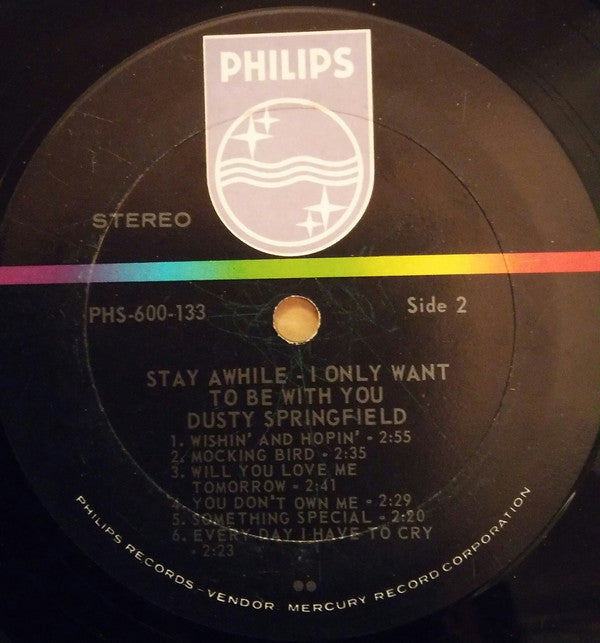 PHILIPS
STEREO
PHS-600-133
Side 2
STAY AWHILE - I ONLY WANT
TO BE WITH YOU
DUSTY SPRINGFIELD
1. WISHIN' AND HOPIN' - 2:55
2. MOCKING BIRD - 2:35
3. WILL YOU LOVE ME
TOMORROW - 2:41
4. YOU DON'T OWN ME - 2:29
5. SOMETHING SPECIAL - 2:20
6. EVERY DAY I HAVE TO CRY
- 2:23
PHILIPS RECORDS-VENDOR MERCURY RECORD CORPORATION